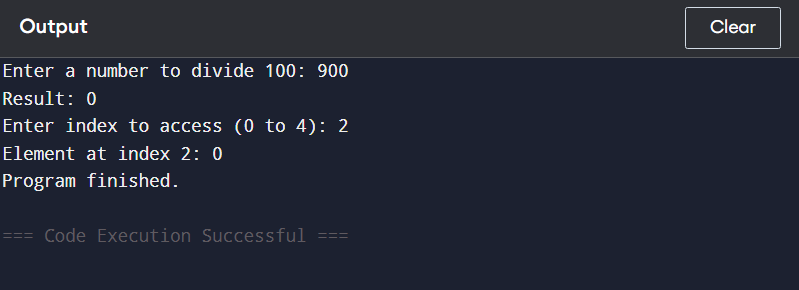 Output
Clear
Enter a number to divide 100: 900
Result: 0
Enter index to access (0 to 4): 2
Element at index 2: 0
Program finished.
=== Code Execution Successful ===